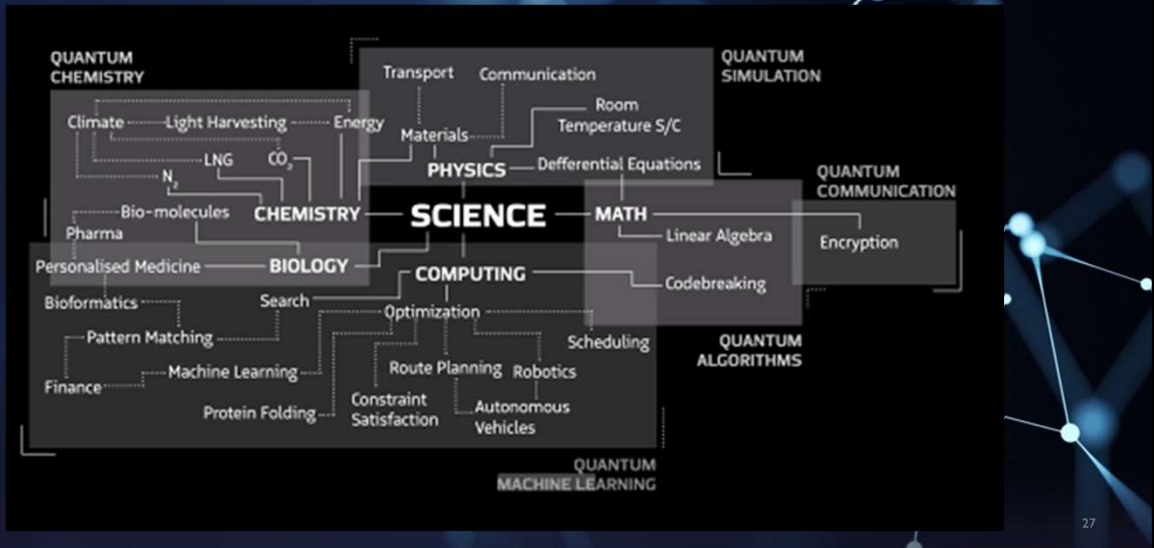 QUANTUM
CHEMISTRY
QUANTUM
SIMULATION
Transport
Communication
Room
Temperature S/C
Climate
Light Harvesting
Energy
Materials
LNG
CO2
PHYSICS
Defferential Equations
N2
QUANTUM
COMMUNICATION
Bio-molecules
CHEMISTRY
SCIENCE
MATH
Pharma
Linear Algebra
Encryption
Personalised Medicine
BIOLOGY
COMPUTING
Codebreaking
Bioformatics
Search
Optimization
Pattern Matching
Scheduling
QUANTUM
ALGORITHMS
Machine Learning
Route Planning
Robotics
Finance
Protein Folding
Constraint
Satisfaction
Autonomous
Vehicles
QUANTUM
MACHINE LEARNING
27